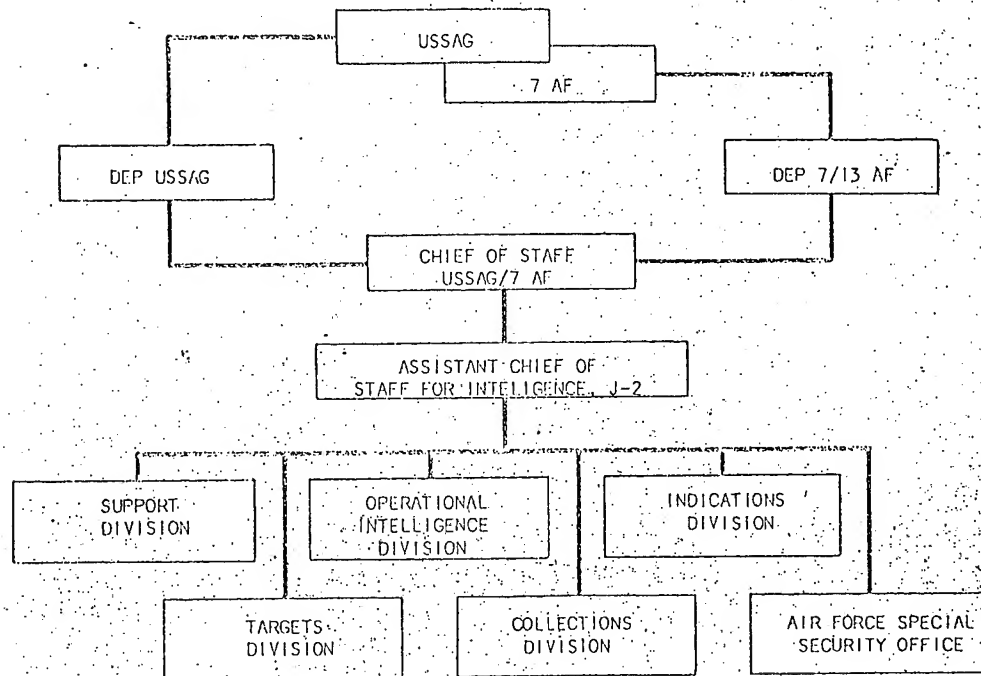 USSAG
7 AF
DEP USSAG
DEP 7/13 AF
CHIEF OF STAFF
USSAG/7 AF
ASSISTANT CHIEF OF
STAFF FOR INTELLIGENCE, J-2
SUPPORT
DIVISION
OPERATIONAL
INTELLIGENCE
DIVISION
INDICATIONS
DIVISION
TARGETS
DIVISION
COLLECTIONS
DIVISION
AIR FORCE SPECIAL
SECURITY OFFICE